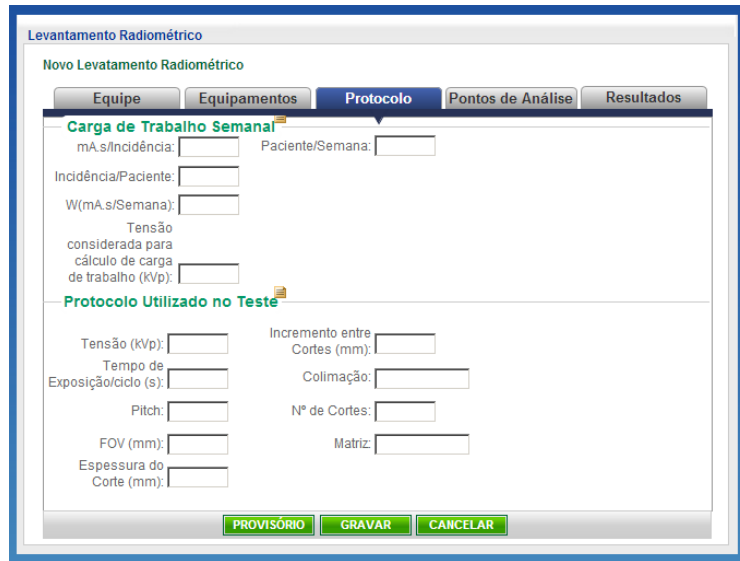 Levantamento Radiométrico
Novo Levatamento Radiométrico
Equipe Equipamentos Protocolo Pontos de Análise Resultados
Carga de Trabalho Semanal
mA.s/Incidência: Paciente/Semana:
Incidência/Paciente:
W(mA.s/Semana):
Tensão
considerada para
cálculo de carga
de trabalho (kVp):
Protocolo Utilizado no Teste
Tensão (kVp): Incremento entre
Cortes (mm):
Tempo de
Exposição/ciclo (s): Colimação:
Pitch: Nº de Cortes:
FOV (mm): Matriz:
Espessura do
Corte (mm):
PROVISÓRIO GRAVAR CANCELAR